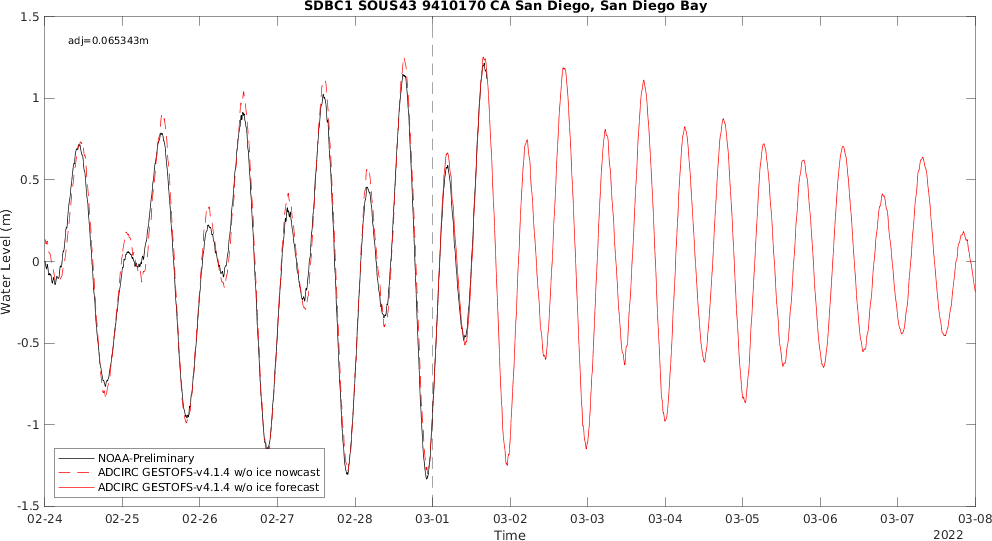 SDBC1 SOUS43 9410170 CA San Diego, San Diego Bay
adj=0.065343m
1.5
1
0.5
0
-0.5
-1
-1.5
Water Level (m)
NOAA-Preliminary
ADCIRC GESTOFS-v4.1.4 w/o ice nowcast
ADCIRC GESTOFS-v4.1.4 w/o ice forecast
02-24 02-25 02-26 02-27 02-28 03-01 03-02 03-03 03-04 03-05 03-06 03-07 03-08
Time
2022